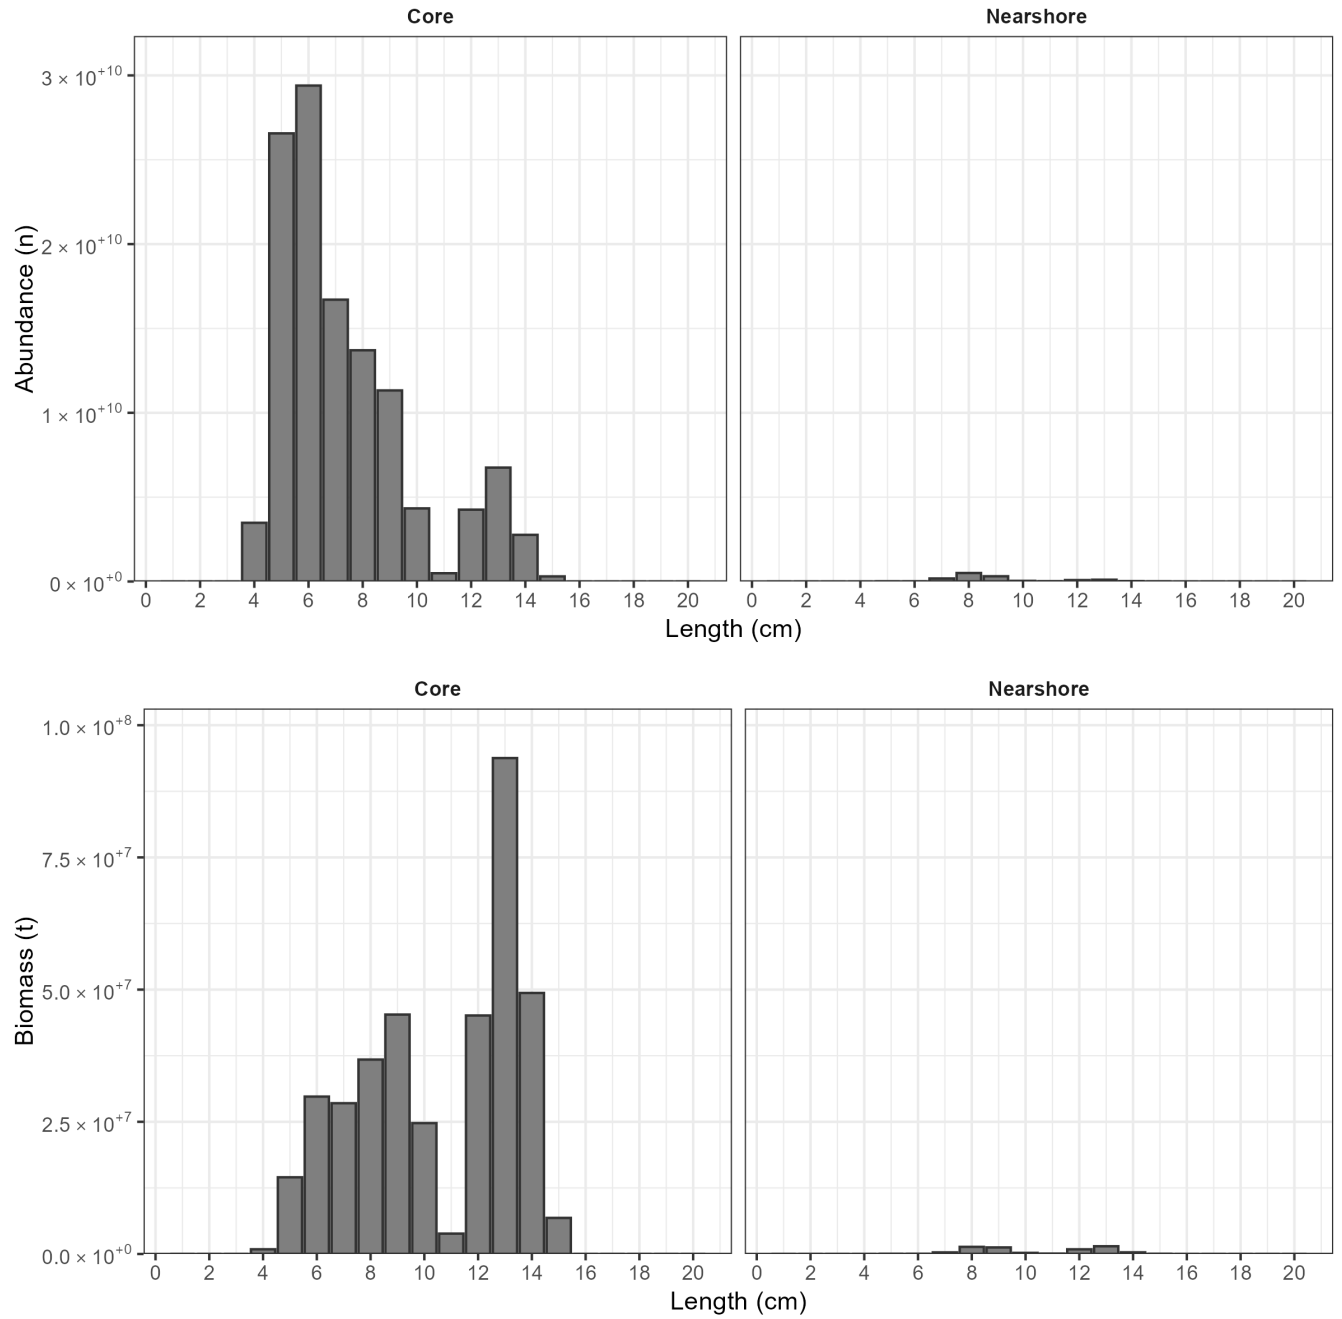 Core Nearshore
3 × 10⁺¹⁰
2 × 10⁺¹⁰
1 × 10⁺¹⁰
0 × 10⁺⁰
Abundance (n)
0 2 4 6 8 10 12 14 16 18 20 0 2 4 6 8 10 12 14 16 18 20
Length (cm)
Core Nearshore
1.0 × 10⁺⁸
7.5 × 10⁺⁷
5.0 × 10⁺⁷
2.5 × 10⁺⁷
0.0 × 10⁺⁰
Biomass (t)
0 2 4 6 8 10 12 14 16 18 20 0 2 4 6 8 10 12 14 16 18 20
Length (cm)